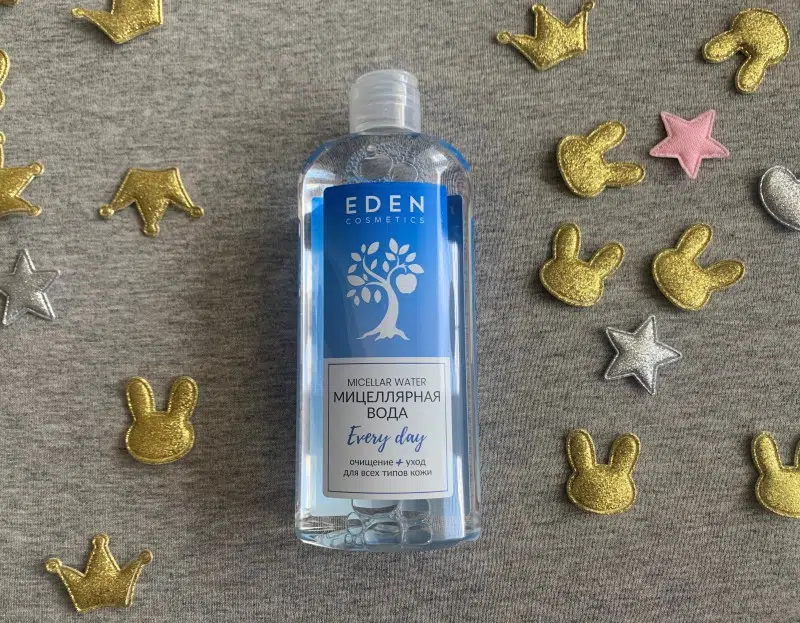 EDEN
COSMETICS
MICELLAR WATER
МИЦЕЛЛЯРНАЯ
ВОДА
Every day
очищение + уход
для всех типов кожи